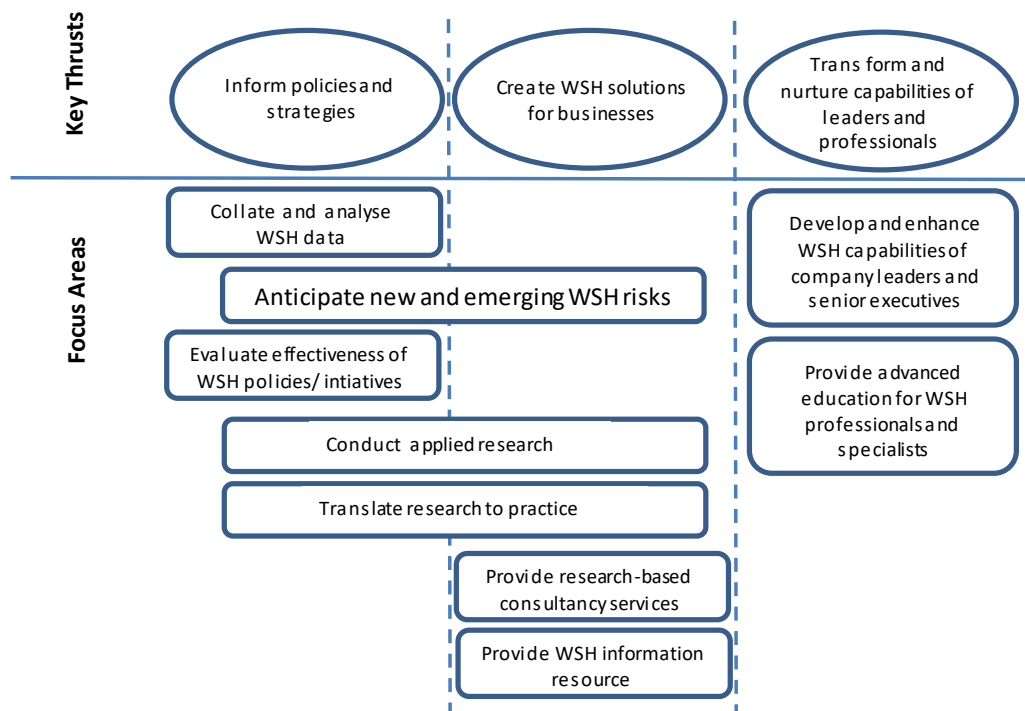 Key Thrusts
Inform policies and
strategies
Create WSH solutions
for businesses
Trans form and
nurture capabilities of
leaders and
professionals
Focus Areas
Collate and analyse
WSH data
Anticipate new and emerging WSH risks
Evaluate effectiveness of
WSH policies/ intiatives
Conduct applied research
Translate research to practice
Provide research-based
consultancy services
Provide WSH information
resource
Develop and enhance
WSH capabilities of
company leaders and
senior executives
Provide advanced
education for WSH
professionals and
specialists